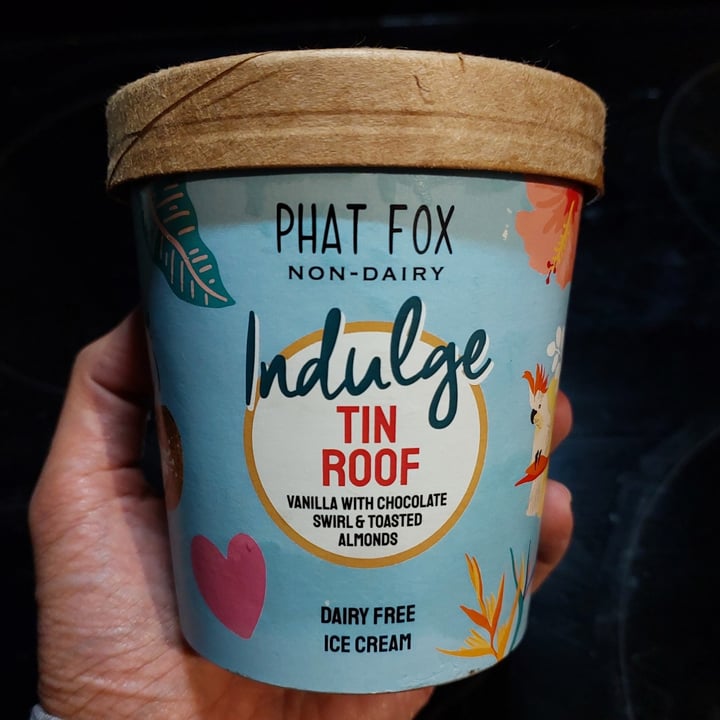 PHAT FOX
NON-DAIRY
Indulge
TIN
ROOF
VANILLA WITH CHOCOLATE
SWIRL & TOASTED
ALMONDS
DAIRY FREE
ICE CREAM